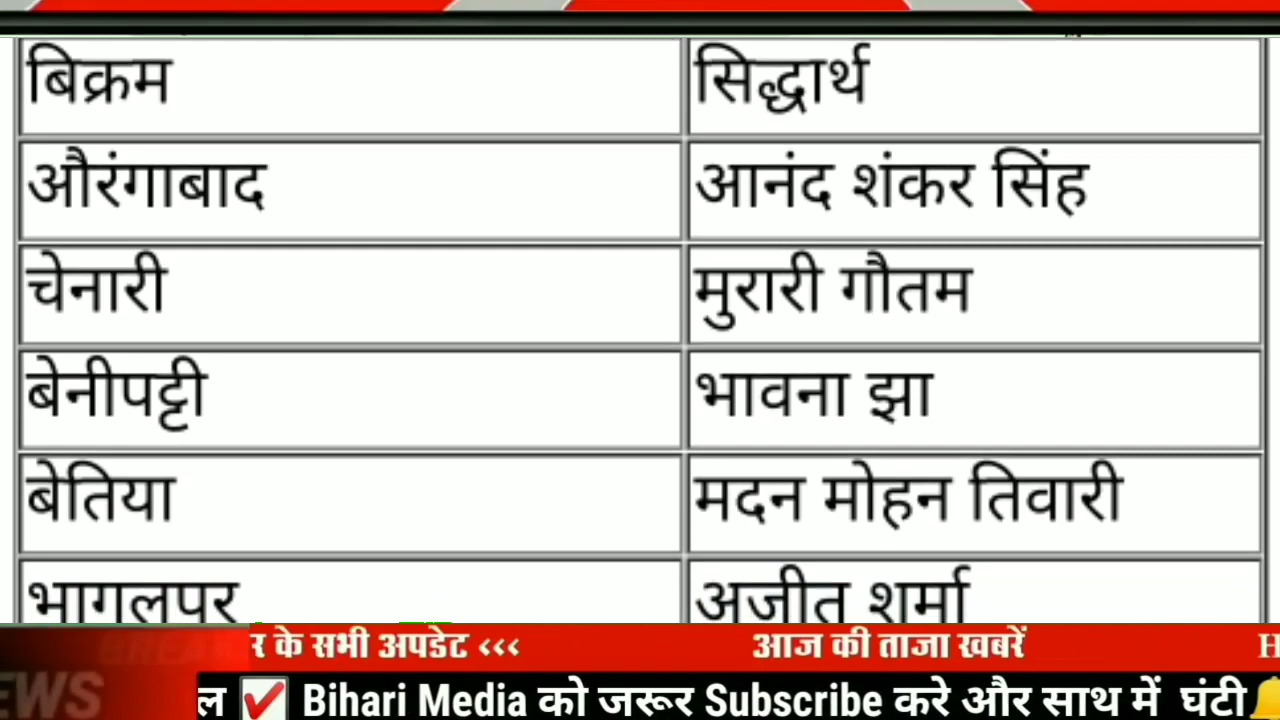 बिक्रम सिद्धार्थ
औरंगाबाद आनंद शंकर सिंह
चेनारी मुरारी गौतम
बेनीपट्टी भावना झा
बेतिया मदन मोहन तिवारी
भागलपुर अजीत शर्मा
र के सभी अपडेट <<< आज की ताजा खबरें H
EWS ल ✅ Bihari Media को जरूर Subscribe करे और साथ में घंटी🔔